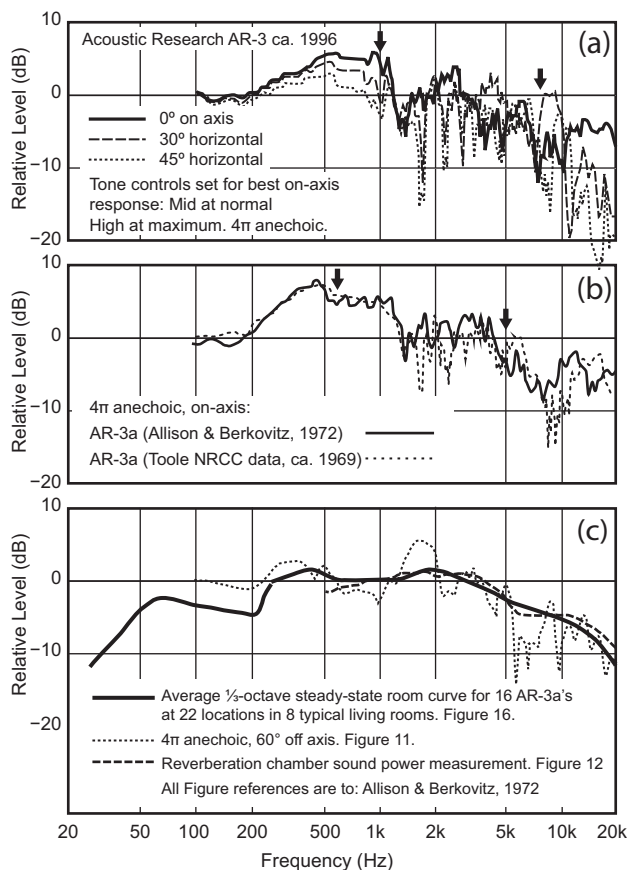 10
0
−10
−20
Relative Level (dB)
Acoustic Research AR-3 ca. 1996
(a)
0º on axis
30º horizontal
45º horizontal
Tone controls set for best on-axis
response: Mid at normal
High at maximum. 4π anechoic.
10
0
−10
−20
Relative Level (dB)
(b)
4π anechoic, on-axis:
AR-3a (Allison & Berkovitz, 1972)
AR-3a (Toole NRCC data, ca. 1969)
10
0
−10
−20
Relative Level (dB)
(c)
Average ⅓-octave steady-state room curve for 16 AR-3a's
at 22 locations in 8 typical living rooms. Figure 16.
4π anechoic, 60° off axis. Figure 11.
Reverberation chamber sound power measurement. Figure 12
All Figure references are to: Allison & Berkovitz, 1972
20 50 100 200 500 1k 2k 5k 10k 20k
Frequency (Hz)